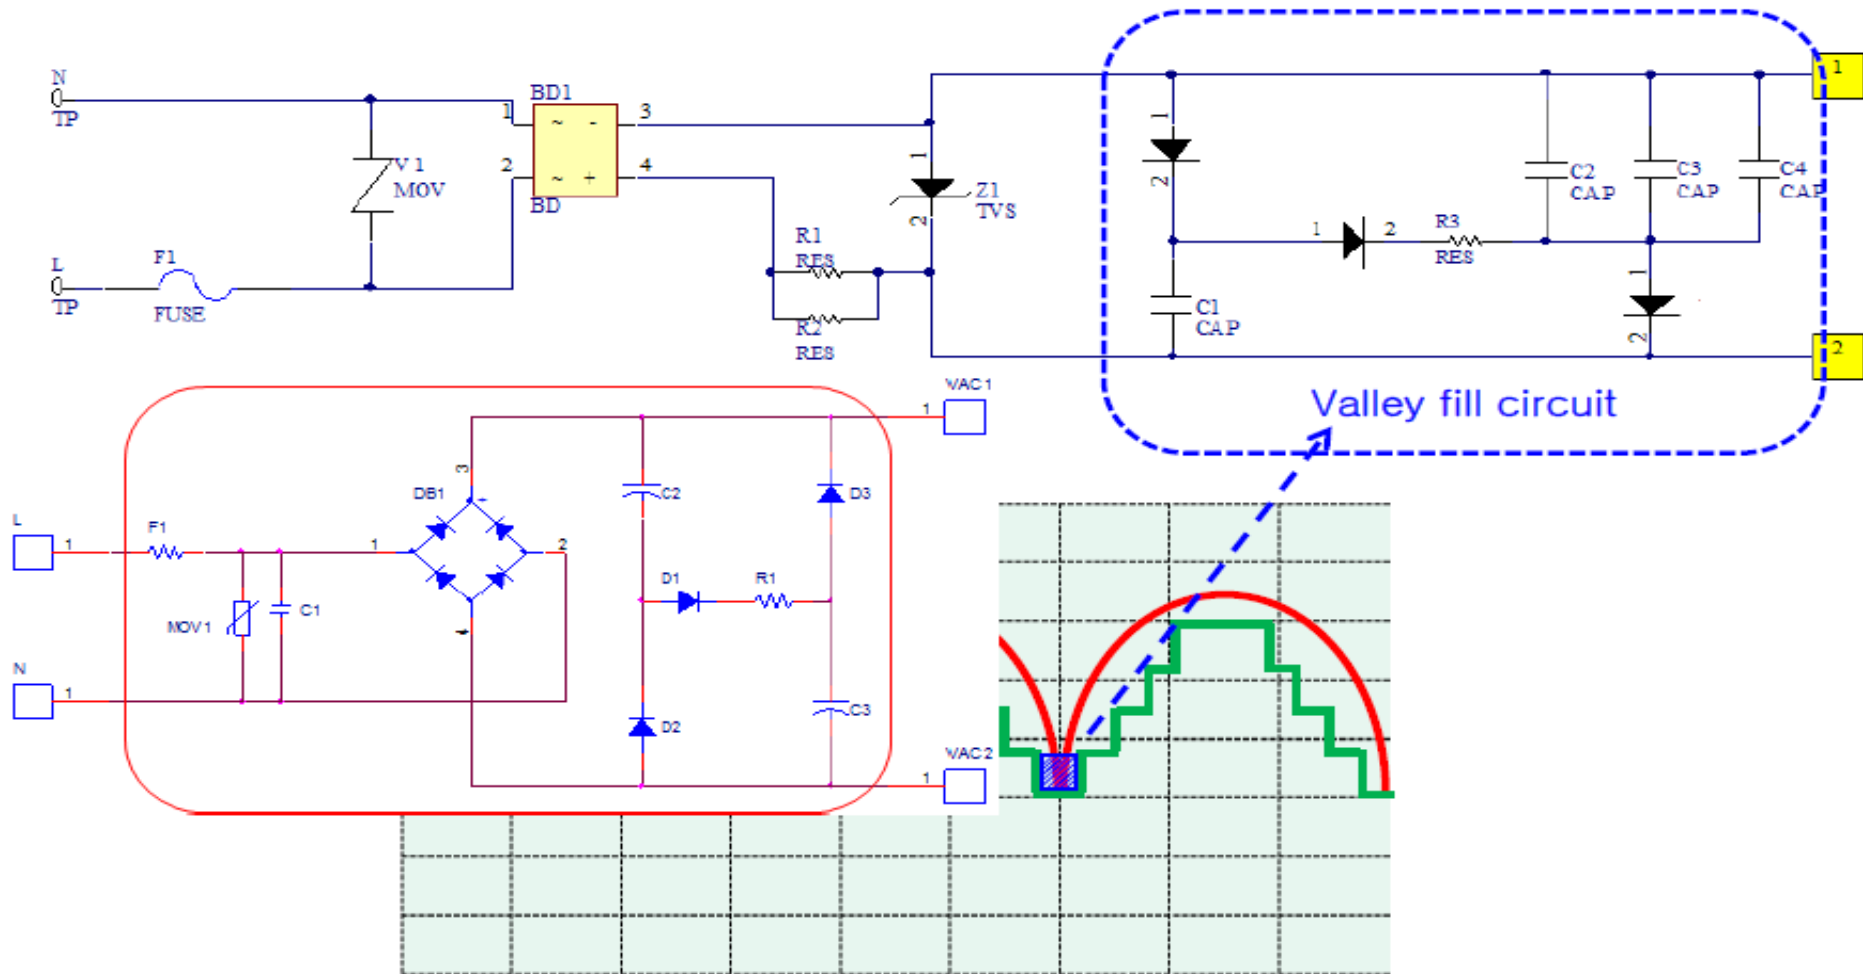 N
TP
1
BD1
~ -
3
V1
MOV
2
~ +
4
BD
L
TP
F1
FUSE
R1
RES
R2
RES
1
Z1
TVS
2
1
2
C1
CAP
1
2
R3
RES
C2
CAP
C3
CAP
C4
CAP
1
2
1
2
Valley fill circuit
L
1
F1
MOV1
C1
N
1
1
DB1
3
+
2
4
C2
D3
D1
R1
D2
C3
VAC1
1
VAC2
1